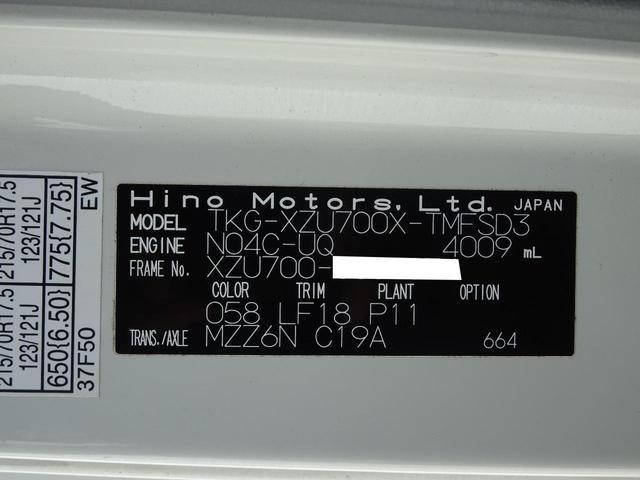 Hino Motors, Ltd. JAPAN
MODEL TKG-XZU700X-TMFSD3
ENGINE N04C-UQ 4009 mL
FRAME No. XZU700-
COLOR TRIM PLANT OPTION
058 LF18 P11
TRANS./AXLE MZZ6N C19A 664
215/70R17.5 215/70R17.5
123/121J 123/121J
650{6.50} 775{7.75}
37F50 EW